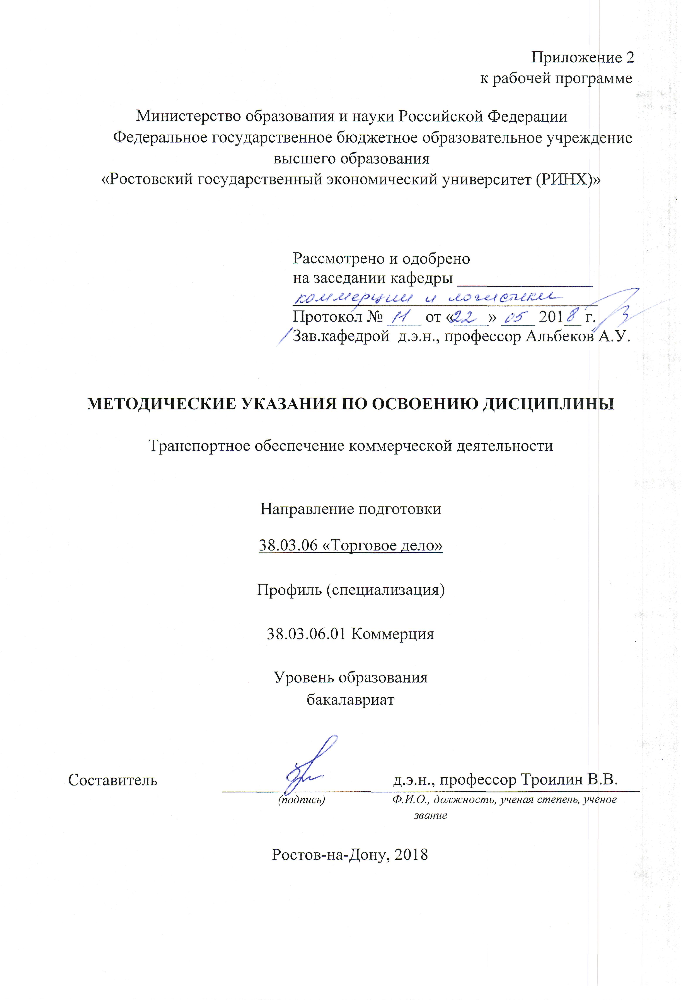 Приложение 2
к рабочей программе
Министерство образования и науки Российской Федерации
Федеральное государственное бюджетное образовательное учреждение
высшего образования
«Ростовский государственный экономический университет (РИНХ)»
Рассмотрено и одобрено
на заседании кафедры
коммерции и логистики
Протокол № 11 от «22» 05 2018 г.
Зав.кафедрой д.э.н., профессор Альбеков А.У.
МЕТОДИЧЕСКИЕ УКАЗАНИЯ ПО ОСВОЕНИЮ ДИСЦИПЛИНЫ
Транспортное обеспечение коммерческой деятельности
Направление подготовки
38.03.06 «Торговое дело»
Профиль (специализация)
38.03.06.01 Коммерция
Уровень образования
бакалавриат
Составитель д.э.н., профессор Троилин В.В.
(подпись) Ф.И.О., должность, ученая степень, ученое
звание
Ростов-на-Дону, 2018